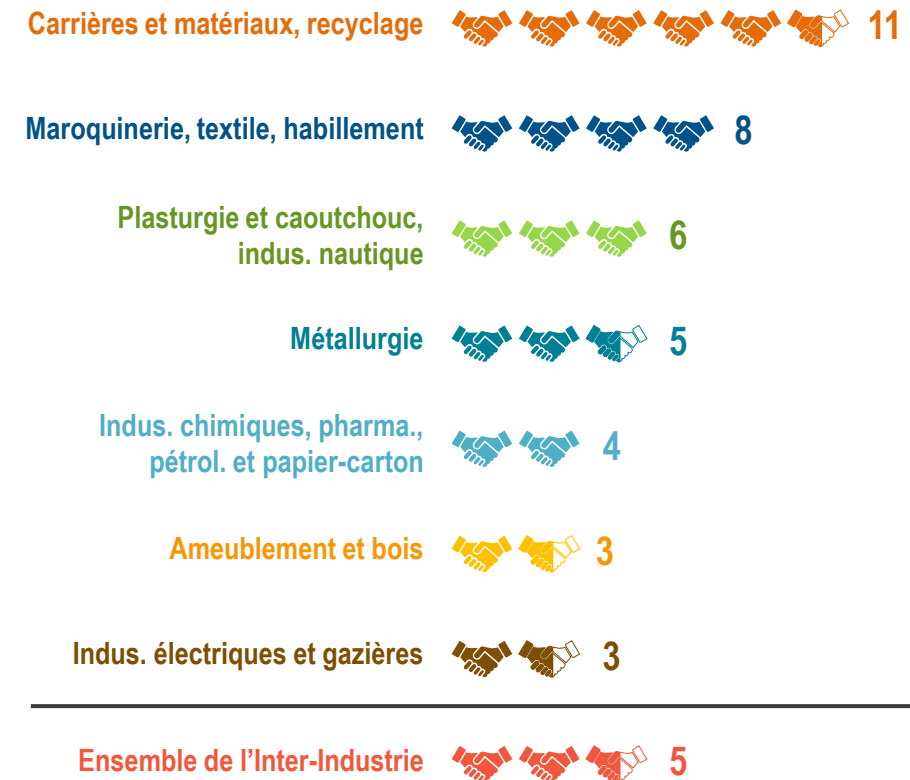 Carrières et matériaux, recyclage 11
Maroquinerie, textile, habillement 8
Plasturgie et caoutchouc,
indus. nautique 6
Métallurgie 5
Indus. chimiques, pharma.,
pétrol. et papier-carton 4
Ameublement et bois 3
Indus. électriques et gazières 3
Ensemble de l'Inter-Industrie 5